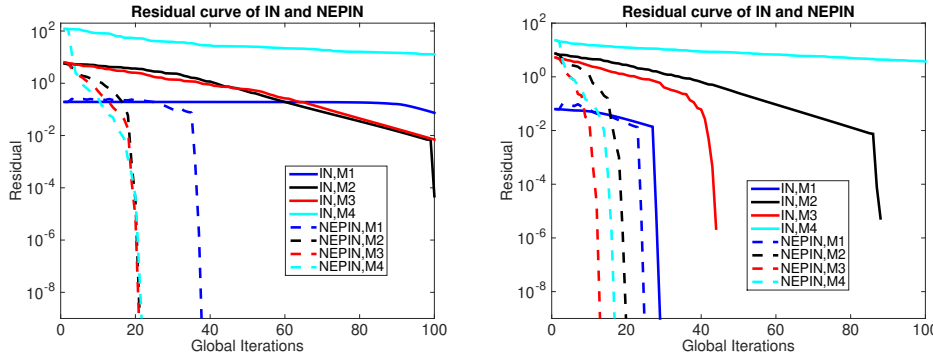 Residual curve of IN and NEPIN
Residual
10^2
10^0
10^-2
10^-4
10^-6
10^-8
IN,M1
IN,M2
IN,M3
IN,M4
NEPIN,M1
NEPIN,M2
NEPIN,M3
NEPIN,M4
0 20 40 60 80 100
Global Iterations
Residual curve of IN and NEPIN
Residual
10^2
10^0
10^-2
10^-4
10^-6
10^-8
IN,M1
IN,M2
IN,M3
IN,M4
NEPIN,M1
NEPIN,M2
NEPIN,M3
NEPIN,M4
0 20 40 60 80 100
Global Iterations